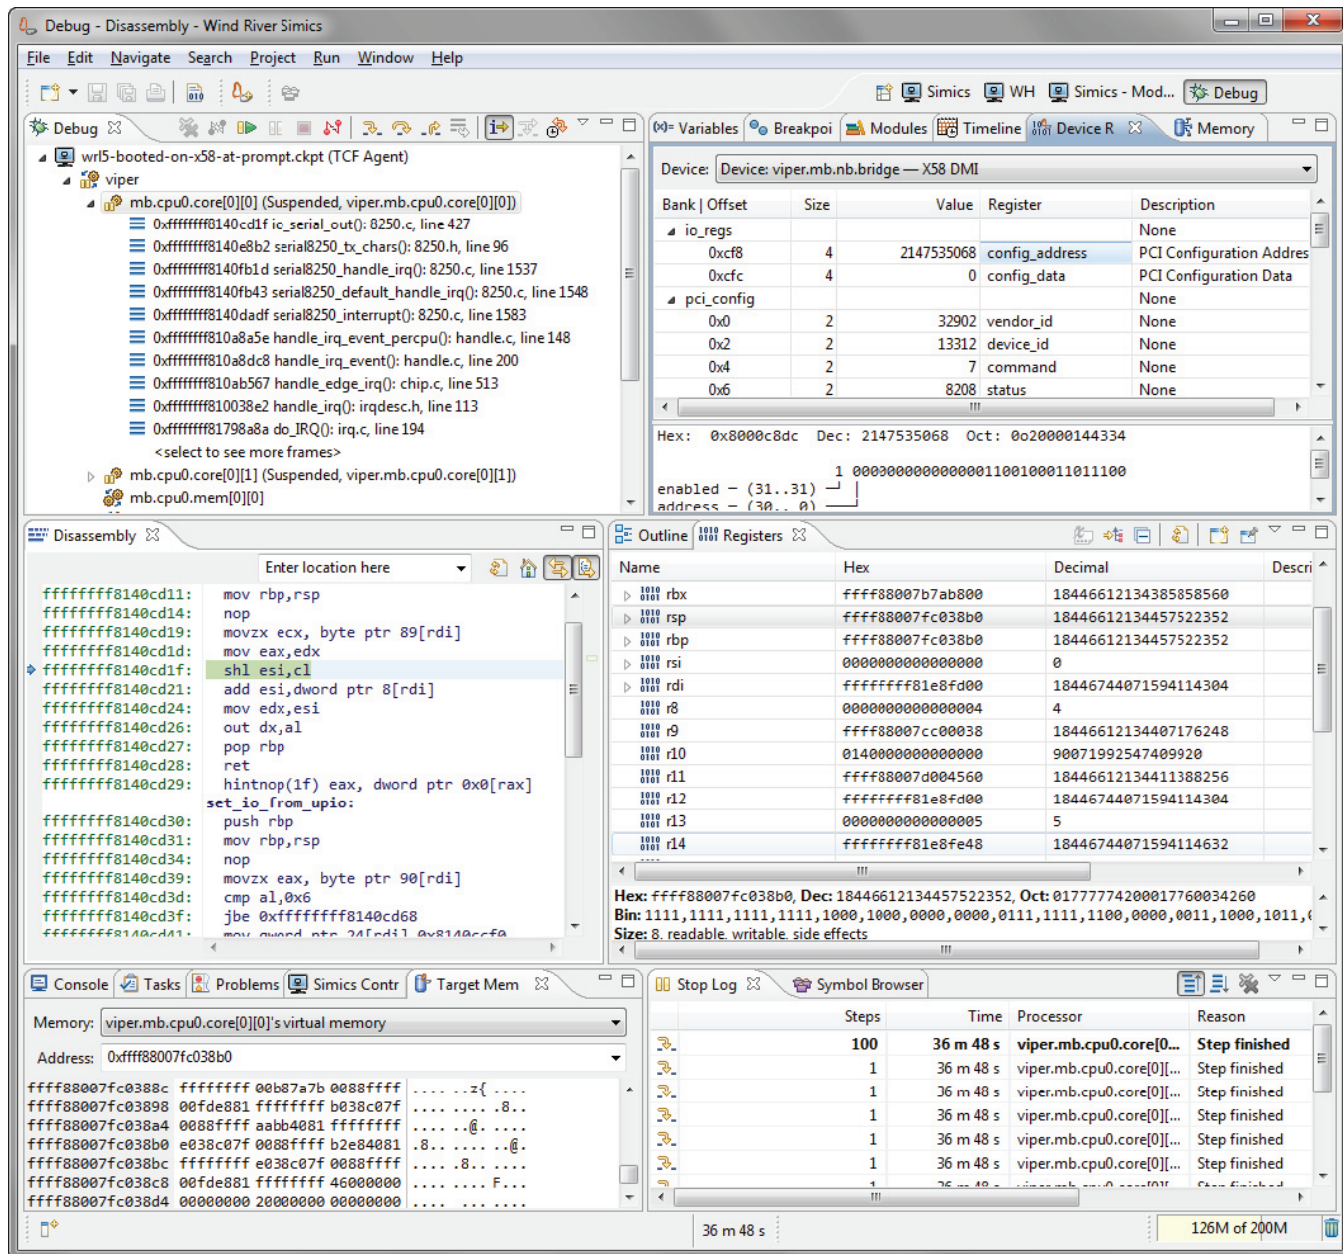 Debug - Disassembly - Wind River Simics
File Edit Navigate Search Project Run Window Help
Simics WH Simics - Mod... Debug
Debug
wrl5-booted-on-x58-at-prompt.ckpt (TCF Agent)
viper
mb.cpu0.core[0][0] (Suspended, viper.mb.cpu0.core[0][0])
0xffffffff8140cd1f io_serial_out(): 8250.c, line 427
0xffffffff8140e8b2 serial8250_tx_chars(): 8250.h, line 96
0xffffffff8140fb1d serial8250_handle_irq(): 8250.c, line 1537
0xffffffff8140fb43 serial8250_default_handle_irq(): 8250.c, line 1548
0xffffffff8140dadf serial8250_interrupt(): 8250.c, line 1583
0xffffffff810a8a5e handle_irq_event_percpu(): handle.c, line 148
0xffffffff810a8dc8 handle_irq_event(): handle.c, line 200
0xffffffff810ab567 handle_edge_irq(): chip.c, line 513
0xffffffff810038e2 handle_irq(): irqdesc.h, line 113
0xffffffff81798a8a do_IRQ(): irq.c, line 194
<select to see more frames>
mb.cpu0.core[0][1] (Suspended, viper.mb.cpu0.core[0][1])
mb.cpu0.mem[0][0]
(x)= Variables Breakpoi Modules Timeline Device R Memory
Device: Device: viper.mb.nb.bridge — X58 DMI
Bank | Offset Size Value Register Description
io_regs None
0xcf8 4 2147535068 config_address PCI Configuration Addres
0xcfc 4 0 config_data PCI Configuration Data
pci_config None
0x0 2 32902 vendor_id None
0x2 2 13312 device_id None
0x4 2 7 command None
0x6 2 8208 status None
Hex: 0x8000c8dc Dec: 2147535068 Oct: 0o20000144334
1 0000000000000001100100011011100
enabled – (31..31)
address – (30.. 0)
Disassembly
Enter location here
ffffffff8140cd11: mov rbp,rsp
ffffffff8140cd14: nop
ffffffff8140cd19: movzx ecx, byte ptr 89[rdi]
ffffffff8140cd1d: mov eax,edx
ffffffff8140cd1f: shl esi,cl
ffffffff8140cd21: add esi,dword ptr 8[rdi]
ffffffff8140cd24: mov edx,esi
ffffffff8140cd26: out dx,al
ffffffff8140cd27: pop rbp
ffffffff8140cd28: ret
ffffffff8140cd29: hintnop(1f) eax, dword ptr 0x0[rax]
set_io_from_upio:
ffffffff8140cd30: push rbp
ffffffff8140cd31: mov rbp,rsp
ffffffff8140cd34: nop
ffffffff8140cd39: movzx eax, byte ptr 90[rdi]
ffffffff8140cd3d: cmp al,0x6
ffffffff8140cd3f: jbe 0xffffffff8140cd68
ffffffff8140cd41: mov qword ptr 24[rdi],0x8140ccf0
Outline Registers
Name Hex Decimal Descri
rbx ffff88007b7ab800 18446612134385858560
rsp ffff88007fc038b0 18446612134457522352
rbp ffff88007fc038b0 18446612134457522352
rsi 0000000000000000 0
rdi ffffffff81e8fd00 18446744071594114304
r8 0000000000000004 4
r9 ffff88007cc00038 18446612134407176248
r10 0140000000000000 90071992547409920
r11 ffff88007d004560 18446612134411388256
r12 ffffffff81e8fd00 18446744071594114304
r13 0000000000000005 5
r14 ffffffff81e8fe48 18446744071594114632
Hex: ffff88007fc038b0, Dec: 18446612134457522352, Oct: 01777774200017760034260
Bin: 1111,1111,1111,1111,1000,1000,0000,0000,0111,1111,1100,0000,0011,1000,1011,
Size: 8, readable, writable, side effects
Console Tasks Problems Simics Contr Target Mem
Memory: viper.mb.cpu0.core[0][0]'s virtual memory
Address: 0xffff88007fc038b0
ffff88007fc0388c ffffffff 00b87a7b 0088ffff .... ..z{ ....
ffff88007fc03898 00fde881 ffffffff b038c07f .... .... .8..
ffff88007fc038a4 0088ffff aabb4081 ffffffff .... ..@. ....
ffff88007fc038b0 e038c07f 0088ffff b2e84081 .8.. .... ..@.
ffff88007fc038bc ffffffff e038c07f 0088ffff .... .8.. ....
ffff88007fc038c8 00fde881 ffffffff 46000000 .... .... F...
ffff88007fc038d4 00000000 20000000 00000000 .... ... ....
Stop Log Symbol Browser
Steps Time Processor Reason
100 36 m 48 s viper.mb.cpu0.core[0... Step finished
1 36 m 48 s viper.mb.cpu0.core[0][... Step finished
1 36 m 48 s viper.mb.cpu0.core[0][... Step finished
1 36 m 48 s viper.mb.cpu0.core[0][... Step finished
1 36 m 48 s viper.mb.cpu0.core[0][... Step finished
1 36 m 48 s viper.mb.cpu0.core[0][... Step finished
1 36 m 48 s viper.mb.cpu0.core[0][... Step finished
36 m 48 s
126M of 200M